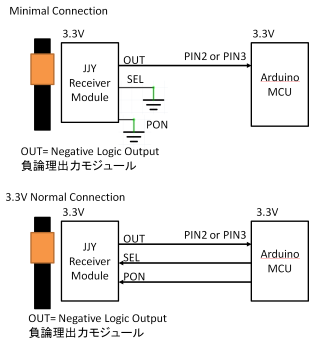 Minimal Connection
3.3V
OUT
PIN2 or PIN3
JJY
Receiver
Module
SEL
PON
Arduino
MCU
OUT= Negative Logic Output
負論理出力モジュール
3.3V Normal Connection
3.3V
3.3V
OUT
PIN2 or PIN3
JJY
Receiver
Module
SEL
PON
Arduino
MCU
OUT= Negative Logic Output
負論理出力モジュール